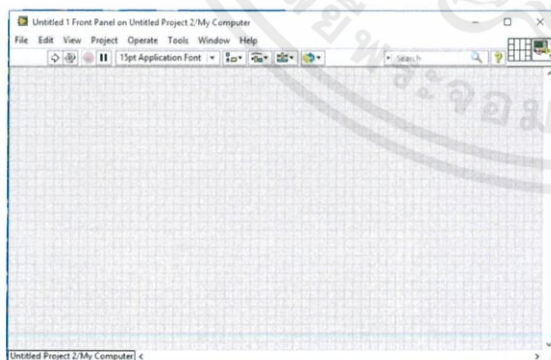 Untitled 1 Front Panel on Untitled Project 2/My Computer
File Edit View Project Operate Tools Window Help
15pt Application Font
Search
Untitled Project 2/My Computer